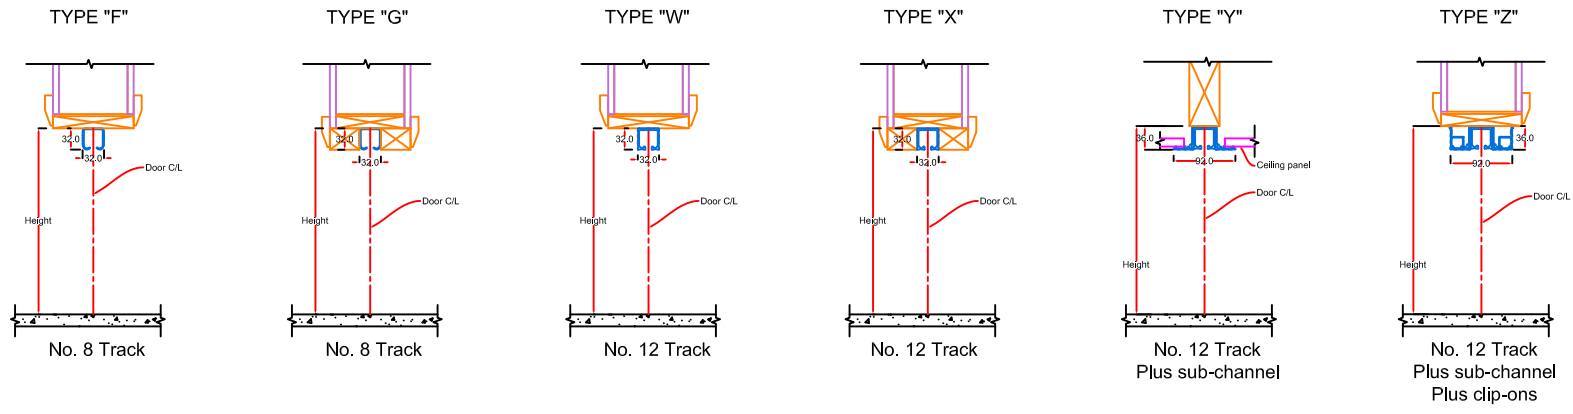 TYPE "F"
32.0
32.0
Door C/L
Height
No. 8 Track
TYPE "G"
32.0
32.0
Door C/L
Height
No. 8 Track
TYPE "W"
32.0
32.0
Door C/L
Height
No. 12 Track
TYPE "X"
32.0
32.0
Door C/L
No. 12 Track
TYPE "Y"
36.0
92.0
Ceiling panel
Door C/L
Height
No. 12 Track
Plus sub-channel
TYPE "Z"
36.0
92.0
Door C/L
Height
No. 12 Track
Plus sub-channel
Plus clip-ons